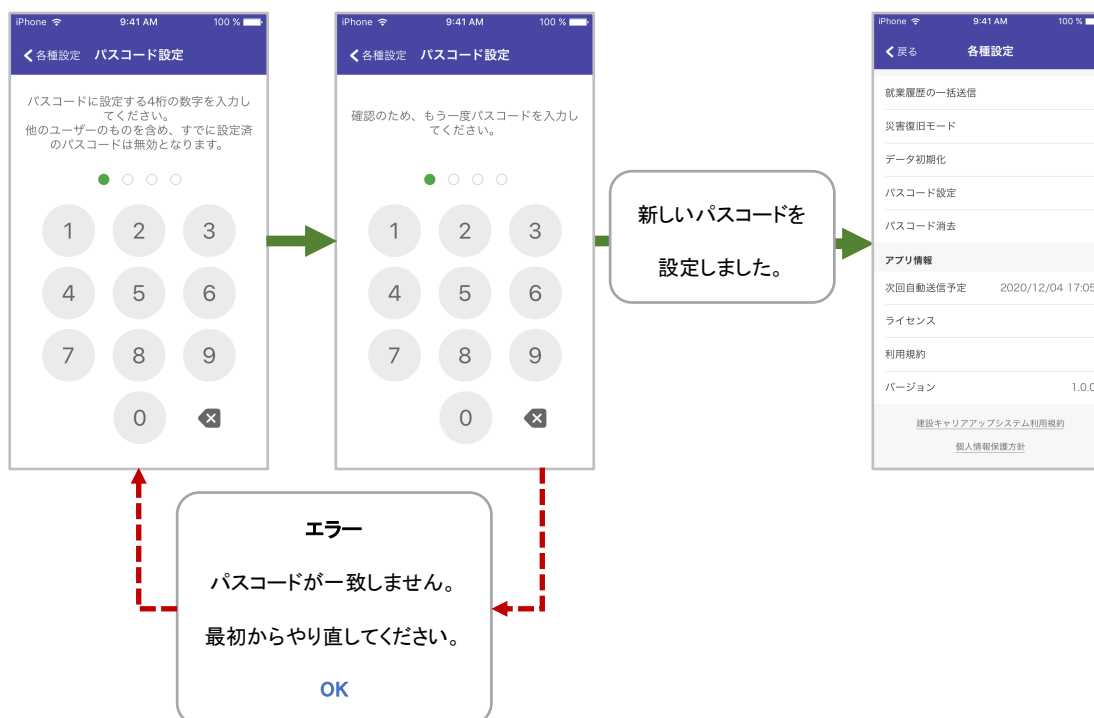 iPhone 9:41 AM 100 %
各種設定 パスコード設定
パスコードに設定する4桁の数字を入力し
てください。
他のユーザーのものを含め、すでに設定済
のパスコードは無効となります。
1 2 3
4 5 6
7 8 9
0
iPhone 9:41 AM 100 %
各種設定 パスコード設定
確認のため、もう一度パスコードを入力し
てください。
1 2 3
4 5 6
7 8 9
0
新しいパスコードを
設定しました。
iPhone 9:41 AM 100 %
戻る 各種設定
就業履歴の一括送信
災害復旧モード
データ初期化
パスコード設定
パスコード消去
アプリ情報
次回自動送信予定 2020/12/04 17:05
ライセンス
利用規約
バージョン 1.0.0
建設キャリアアップシステム利用規約
個人情報保護方針
エラー
パスコードが一致しません。
最初からやり直してください。
OK